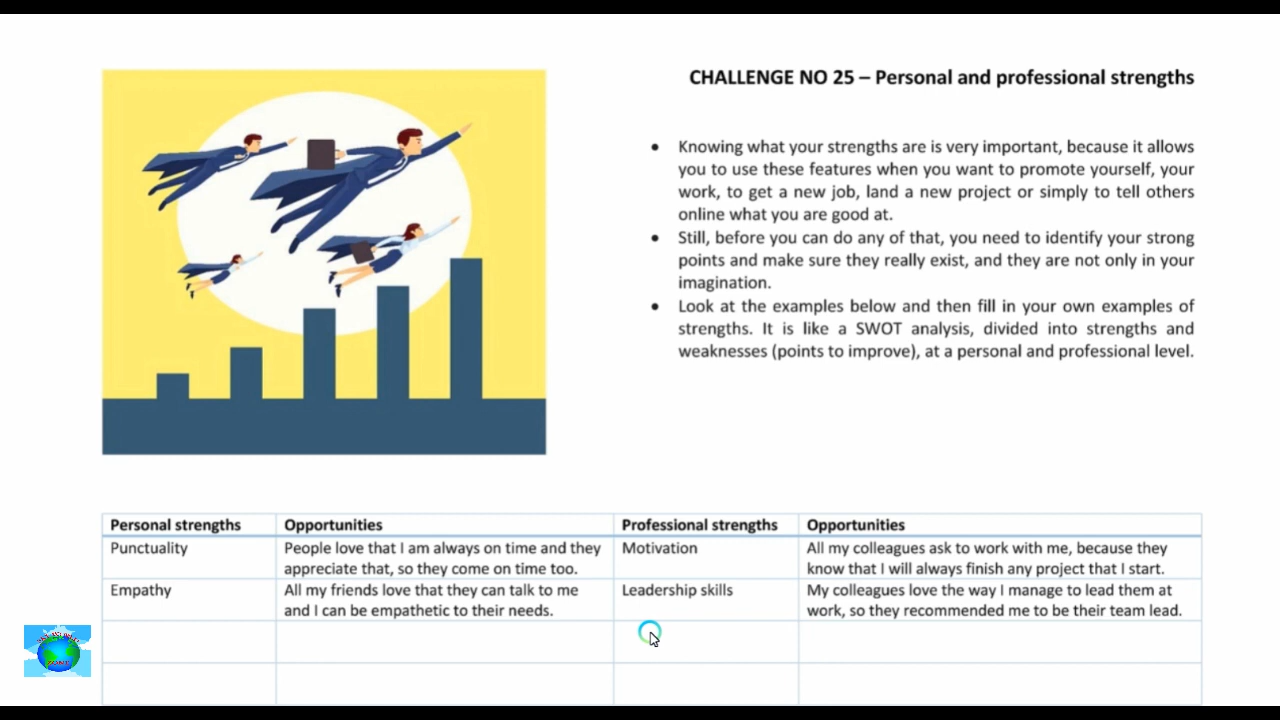 CHALLENGE NO 25 – Personal and professional strengths
• Knowing what your strengths are is very important, because it allows
you to use these features when you want to promote yourself, your
work, to get a new job, land a new project or simply to tell others
online what you are good at.
• Still, before you can do any of that, you need to identify your strong
points and make sure they really exist, and they are not only in your
imagination.
• Look at the examples below and then fill in your own examples of
strengths. It is like a SWOT analysis, divided into strengths and
weaknesses (points to improve), at a personal and professional level.
Personal strengths Opportunities Professional strengths Opportunities
Punctuality People love that I am always on time and they Motivation All my colleagues ask to work with me, because they
appreciate that, so they come on time too. know that I will always finish any project that I start.
Empathy All my friends love that they can talk to me Leadership skills My colleagues love the way I manage to lead them at
and I can be empathetic to their needs. work, so they recommended me to be their team lead.
ZONE